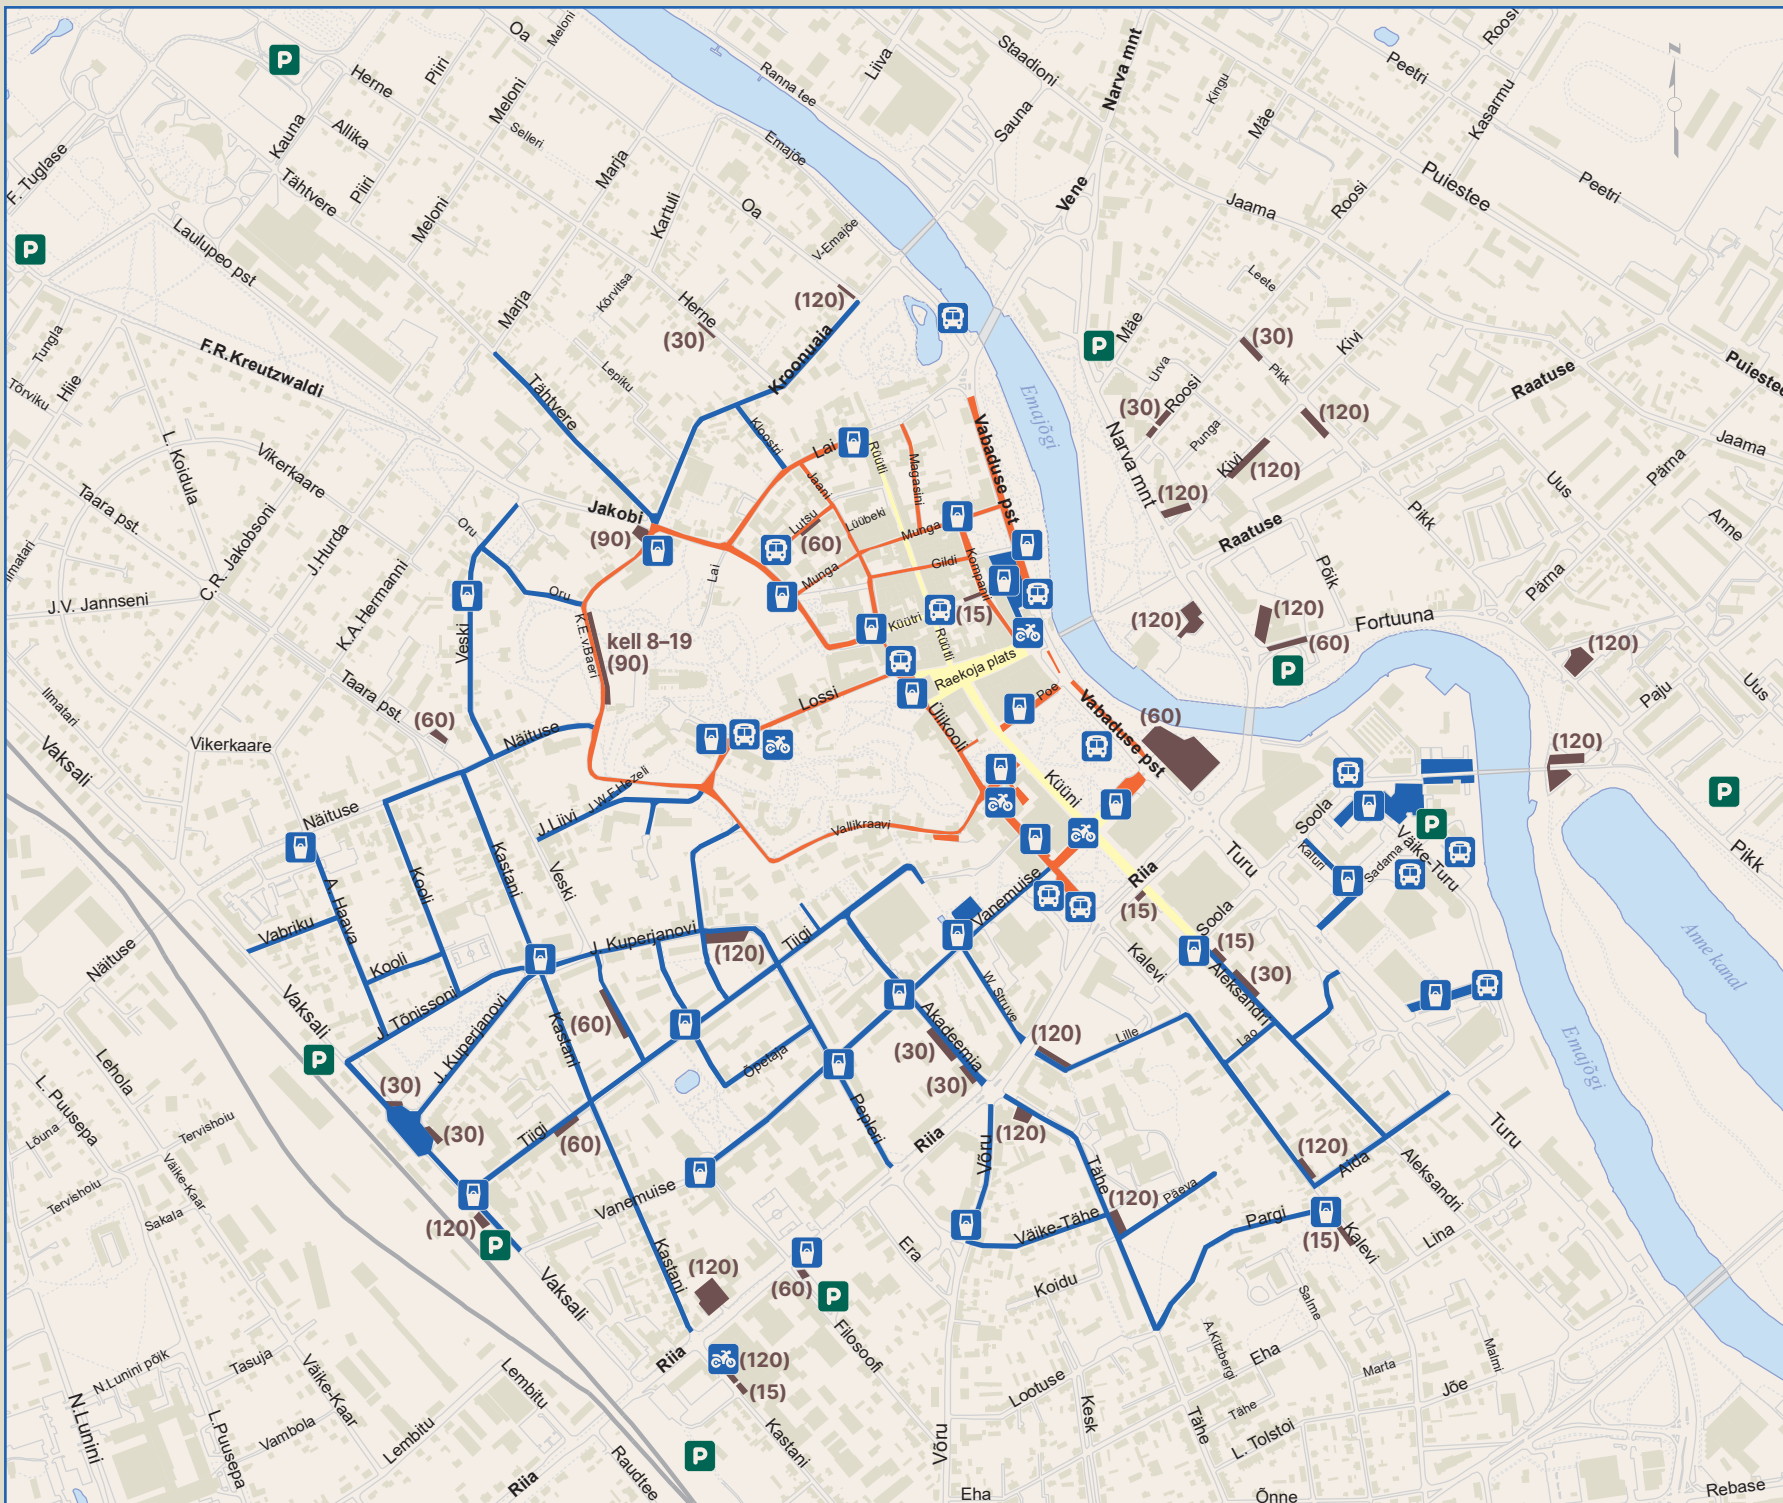 Oa
Meloni
Liiva
Staadioni
Narva mnt
Roosi
P
Herne
Piiri
Ranna tee
Kingu
Peetri
Meloni
Kauna
Allika
Selleri
Emajõe
Sauna
Mäe
Kasarmu
F. Tuglase
Tähtvere
Piiri
Marja
Puiestee
Peetri
Vene
Jaama
Roosi
Meloni
Kartuli
Oa
V-Emajõe
P
Laulupeo pst
Leete
Marja
Kõrvitsa
Herne
(120)
(30)
P
Mäe
(30)
Kivi
Tungla
Hiie
Tõrviku
F.R.Kreutzwaldi
Lepiku
Kroonuaia
Emajõgi
Urva
Roosi
Pikk
Raatuse
Puiestee
Tähtvere
Kloostri
(30)
(120)
L. Koidula
Vikerkaare
Lai
Rüütli
Vabaduse pst
Narva mnt
Punga
Jaama
Jaani
Magasini
Kivi
(120)
Pärna
Taara pst.
Uus
(120)
Jakobi
(90)
Lutsu
(60)
Lüübeki
Munga
Raatuse
Pikk
Anne
Oru
Ilmatari
J.Hurda
C.R. Jakobsoni
K.A.Hermanni
J.V. Jannseni
Lai
Munga
Gildi
Kompanii
Põik
Pärna
Oru
(15)
(120)
(120)
Fortuuna
Veski
K.E.v.Baeri
kell 8–19
(90)
Küütri
Rüütli
(60)
(120)
P
Raekoja plats
Paju
Uus
Taara pst.
Ilmatari
(60)
Lossi
Poe
Vabaduse pst
Ülikooli
(60)
Vaksali
Vikerkaare
Näituse
(120)
J.W.F.Hezeli
Küüni
Soola
P
Näituse
J.Liivi
Vallikraavi
P
Väike-Turu
Kaluri
Sadama
Turu
Pikk
Kastani
Kooli
Veski
Riia
A. Haava
Vanemuise
(15)
Soola
Vabriku
J. Kuperjanovi
(120)
Tiigi
Näituse
Kooli
Kalevi
(15)
(30)
Aleksandri
Anne kanal
Vaksali
J. Tõnissoni
W. Struve
Kastani
(60)
Akadeemia
(30)
(120)
Lille
Lao
P
J. Kuperjanovi
Õpetaja
(30)
Emajõgi
Lehola
(30)
L. Puusepa
Lõuna
Tervishoiu
(30)
Tiigi
(60)
Pepleri
Riia
(120)
Võru
Turu
Väike-Kaar
Tervishoiu
Sakala
Vanemuise
Tähe
(120)
Aida
Aleksandri
(120)
Päeva
(120)
P
Väike-Tähe
Pargi
(15)
Kalevi
Lina
Kastani
Era
Vaksali
(120)
(60)
P
Koidu
Salme
Filosoofi
A.Kitzbergi
N.Lunini põik
Tasuja
Väike-Kaar
Lembitu
Riia
(120)
(15)
Eha
Marta
Malmi
Jõe
Lootuse
N.Lunini
L.Puusepa
Vambola
Lembitu
Kastani
Kesk
Tähe
Tähe
L. Tolstoi
Võru
P
Riia
Raudtee
Eha
Õnne
Rebase